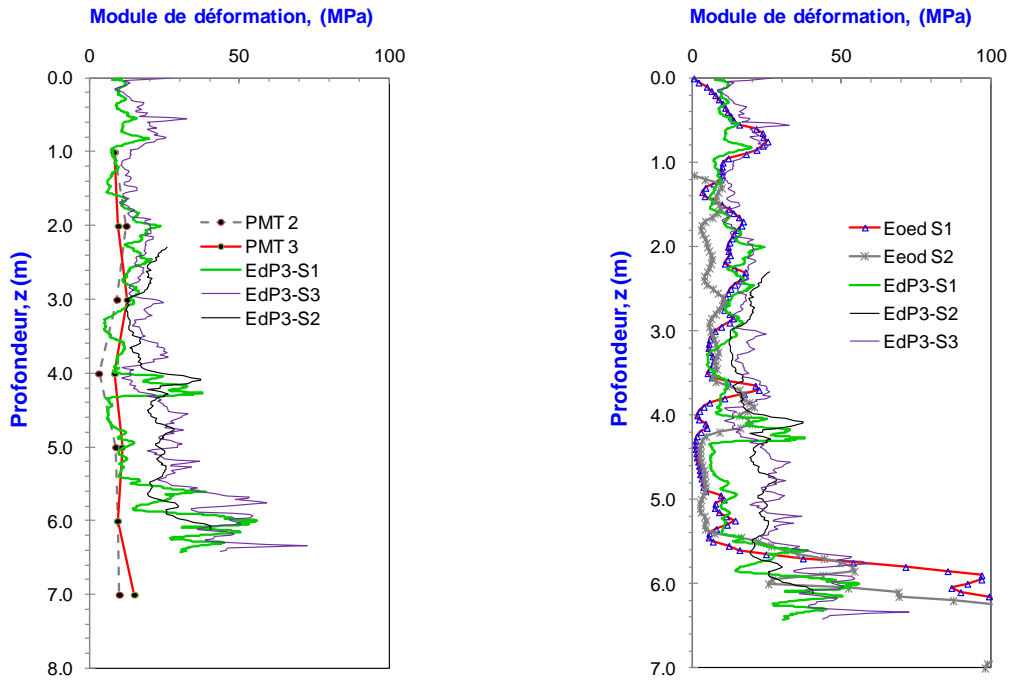 Module de déformation, (MPa)
0 50 100
0.0
1.0
2.0
3.0
4.0
5.0
6.0
7.0
8.0
Profondeur, z (m)
PMT 2
PMT 3
EdP3-S1
EdP3-S3
EdP3-S2
Module de déformation, (MPa)
0 50 100
0.0
1.0
2.0
3.0
4.0
5.0
6.0
7.0
Profondeur, z (m)
Eoed S1
Eeod S2
EdP3-S1
EdP3-S2
EdP3-S3